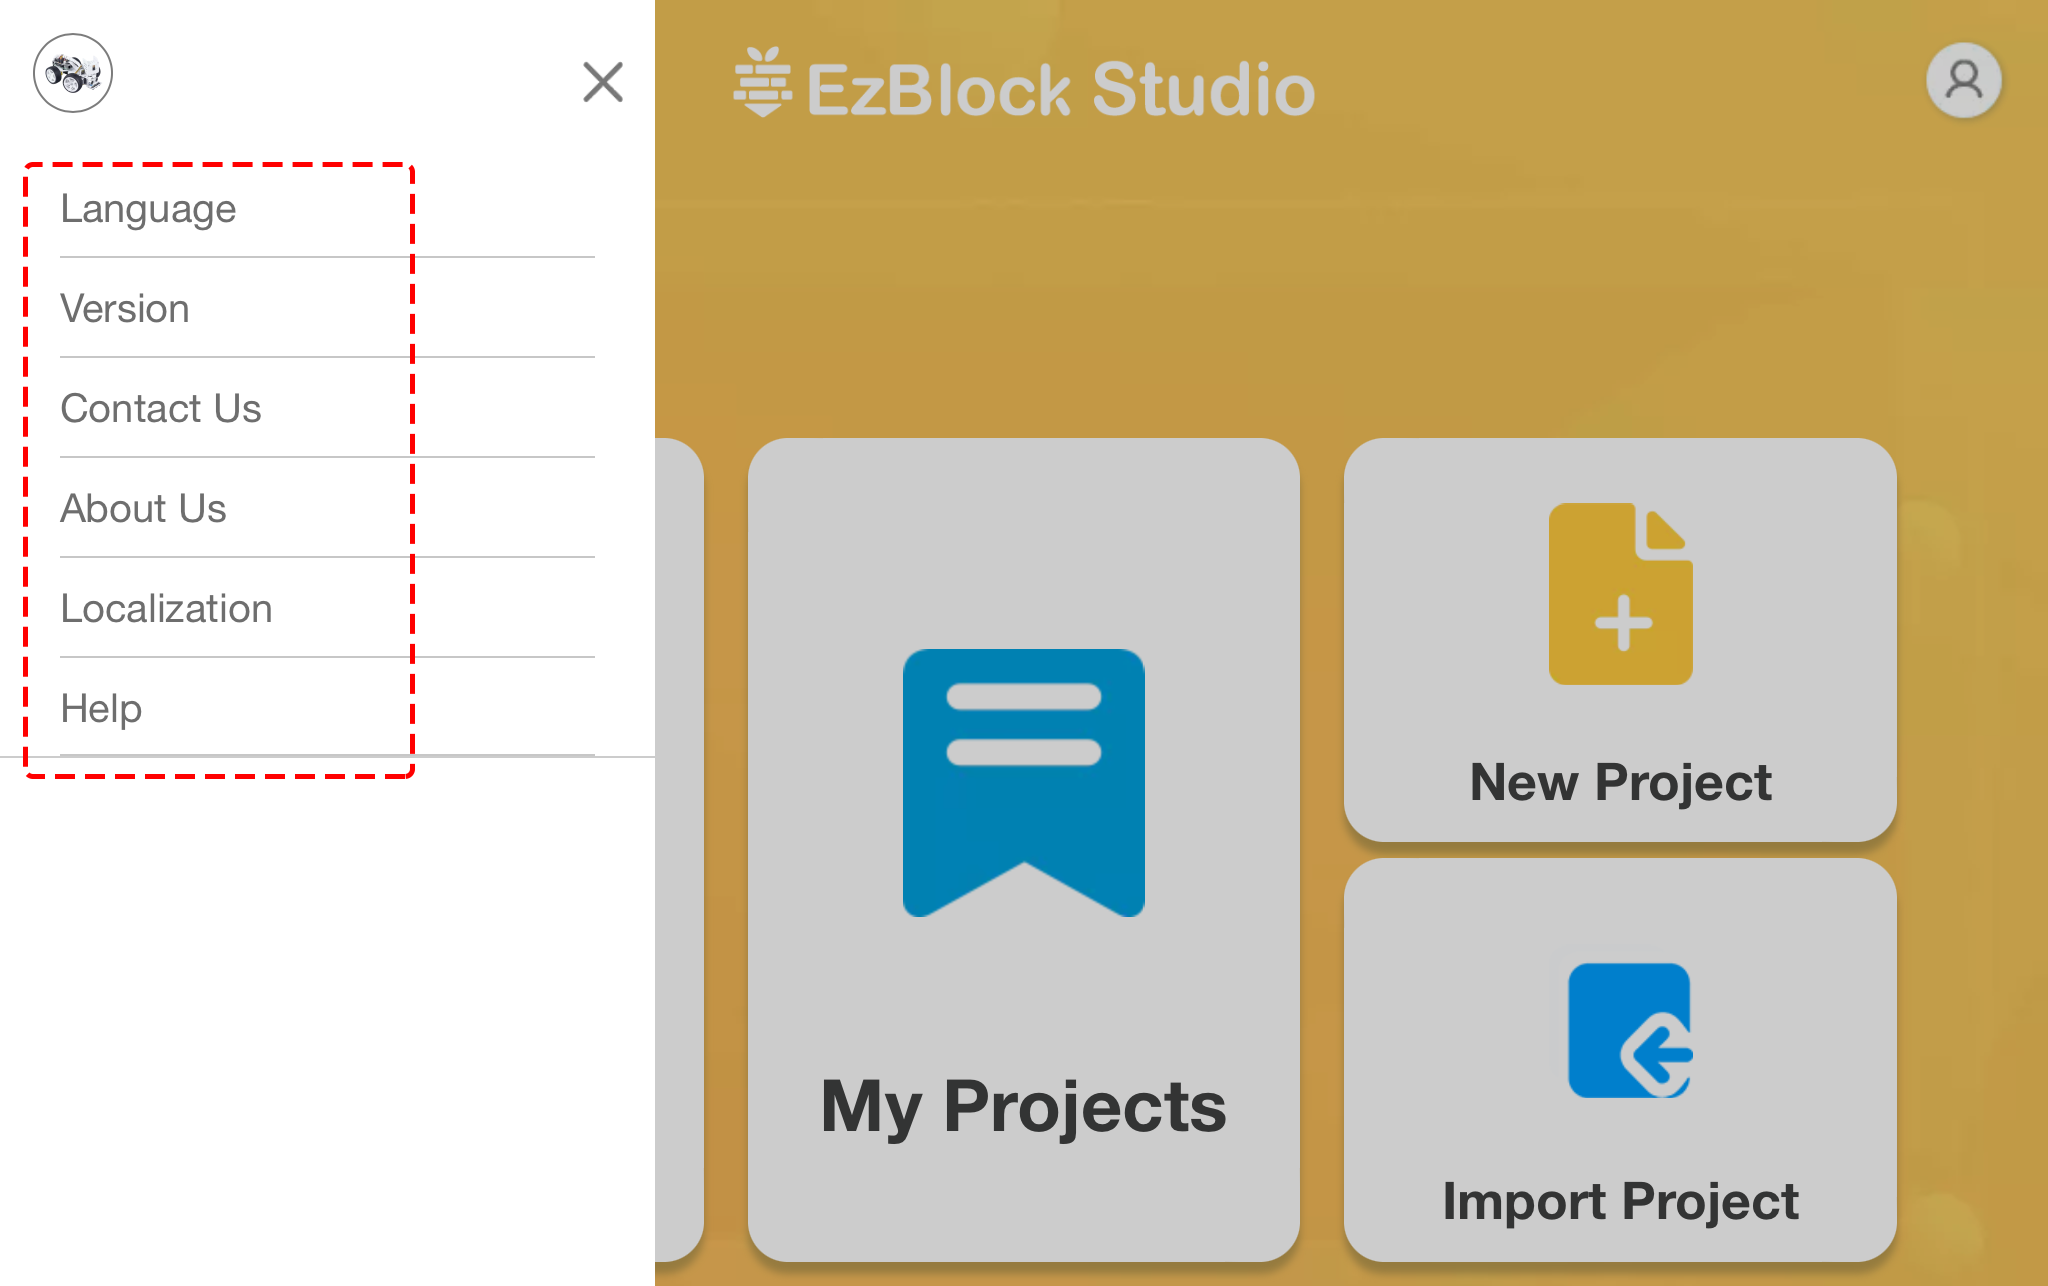 Language
Version
Contact Us
About Us
Localization
Help
EzBlock Studio
My Projects
New Project
Import Project